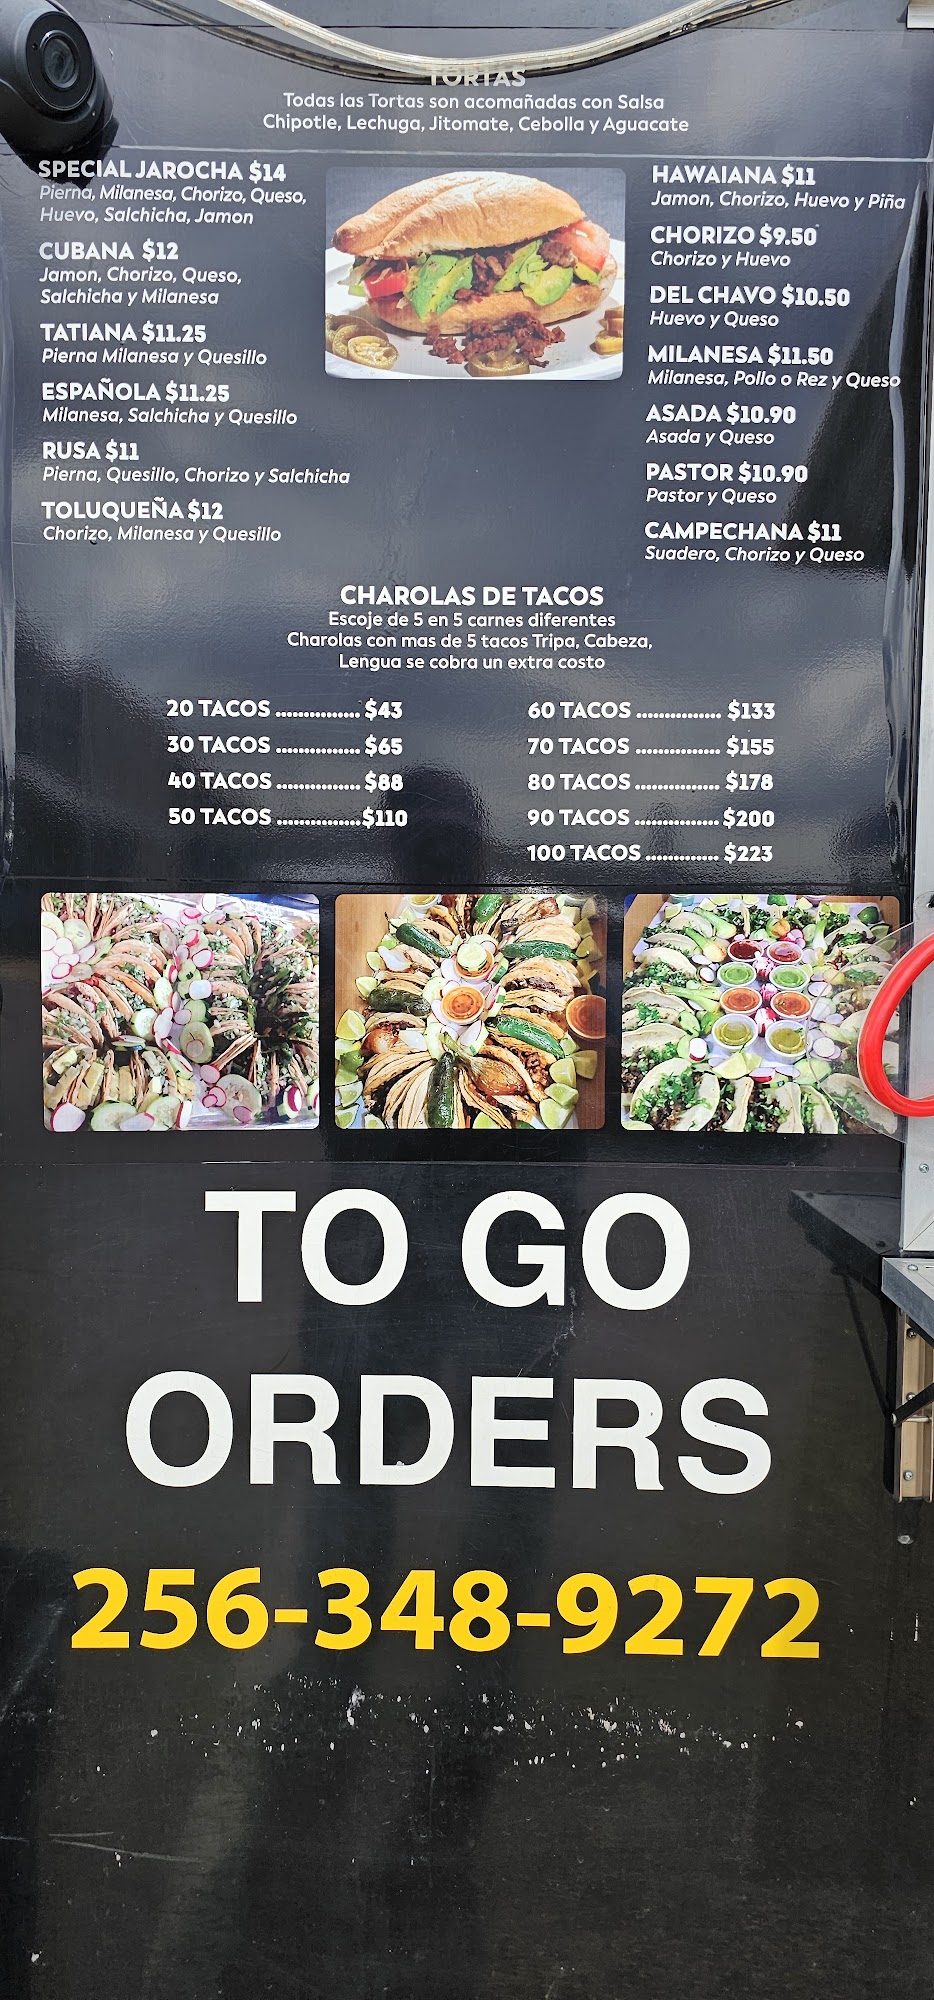 TORTAS
Todas las Tortas son acomañadas con Salsa
Chipotle, Lechuga, Jitomate, Cebolla y Aguacate
SPECIAL JAROCHA $14
Pierna, Milanesa, Chorizo, Queso,
Huevo, Salchicha, Jamon
CUBANA $12
Jamon, Chorizo, Queso,
Salchicha y Milanesa
TATIANA $11.25
Pierna Milanesa y Quesillo
ESPAÑOLA $11.25
Milanesa, Salchicha y Quesillo
RUSA $11
Pierna, Quesillo, Chorizo y Salchicha
TOLUQUEÑA $12
Chorizo, Milanesa y Quesillo
HAWAIANA $11
Jamon, Chorizo, Huevo y Piña
CHORIZO $9.50
Chorizo y Huevo
DEL CHAVO $10.50
Huevo y Queso
MILANESA $11.50
Milanesa, Pollo o Rez y Queso
ASADA $10.90
Asada y Queso
PASTOR $10.90
Pastor y Queso
CAMPECHANA $11
Suadero, Chorizo y Queso
CHAROLAS DE TACOS
Escoje de 5 en 5 carnes diferentes
Charolas con mas de 5 tacos Tripa, Cabeza,
Lengua se cobra un extra costo
20 TACOS ............... $43
30 TACOS ............... $65
40 TACOS ............... $88
50 TACOS ............... $110
60 TACOS ............... $133
70 TACOS ............... $155
80 TACOS ............... $178
90 TACOS ............... $200
100 TACOS ............. $223
TO GO
ORDERS
256-348-9272